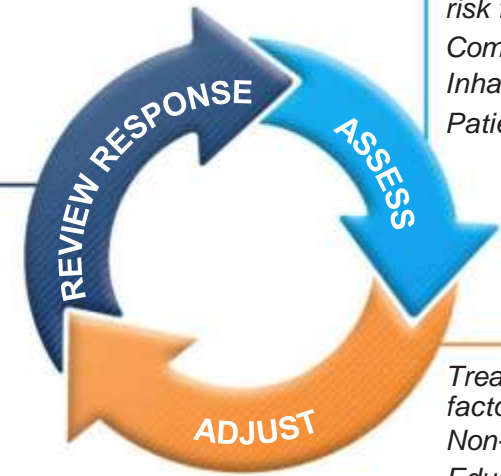 risk
Com
Inha
Patie
REVIEW RESPONSE
ASSESS
Trea
facto
Non-
Edu
ADJUST